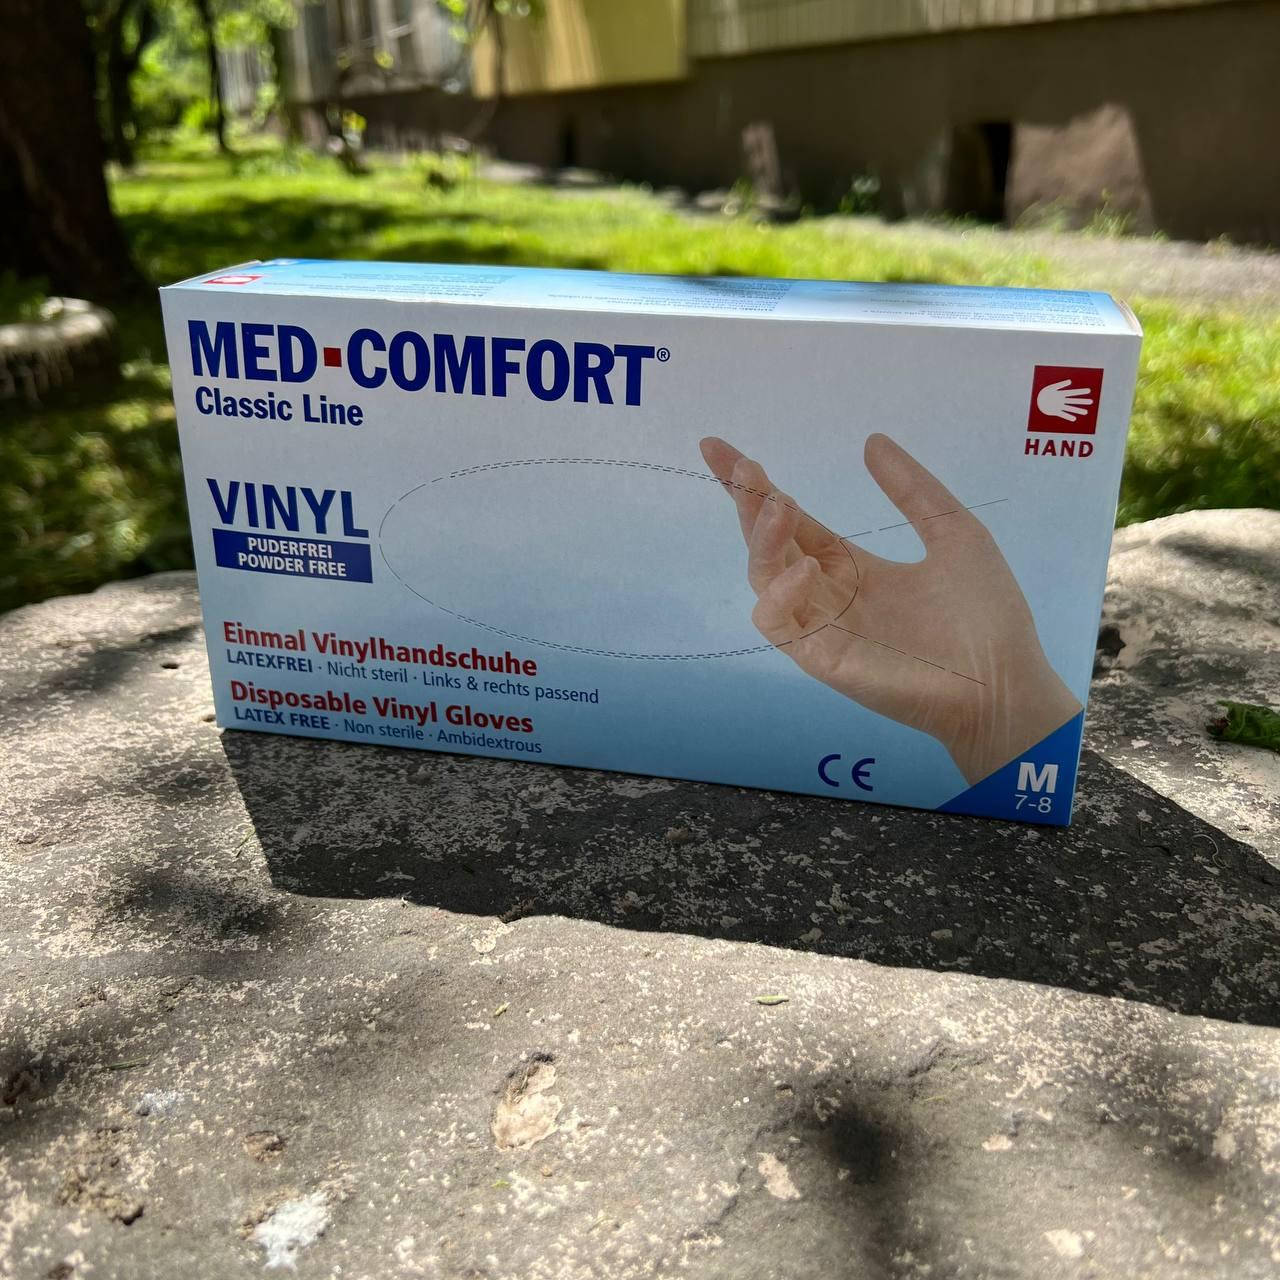 MED·COMFORT®
Classic Line
HAND
VINYL
PUDERFREI
POWDER FREE
Einmal Vinylhandschuhe
LATEXFREI · Nicht steril · Links & rechts passend
Disposable Vinyl Gloves
LATEX FREE · Non sterile · Ambidextrous
CE
M
7-8